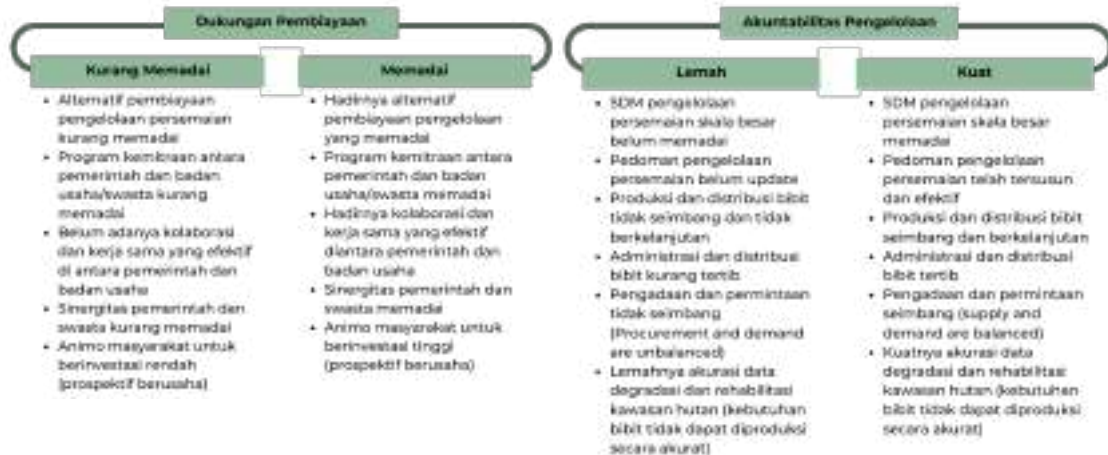 Dukungan Pembiayaan
Kurang Memadai
• Alternatif pembiayaan
pengelolaan persemaian
kurang memadai
• Program kemitraan antara
pemerintah dan badan
usaha/swasta kurang
memadai
• Belum adanya kolaborasi
dan kerja sama yang efektif
di antara pemerintah dan
badan usaha
• Sinergitas pemerintah dan
swasta kurang memadai
• Animo masyarakat untuk
berinvestasi rendah
(prospektif berusaha)
Memadai
• Hadirnya alternatif
pembiayaan pengelolaan
yang memadai
• Program kemitraan antara
pemerintah dan badan
usaha/swasta memadai
• Hadirnya kolaborasi dan
kerja sama yang efektif
diantara pemerintah dan
badan usaha
• Sinergitas pemerintah dan
swasta memadai
• Animo masyarakat untuk
berinvestasi tinggi
(prospektif berusaha)
Akuntabilitas Pengelolaan
Lemah
• SDM pengelolaan
persemaian skala besar
belum memadai
• Pedoman pengelolaan
persemaian belum update
• Produksi dan distribusi bibit
tidak seimbang dan tidak
berkelanjutan
• Administrasi dan distribusi
bibit kurang tertib
• Pengadaan dan permintaan
tidak seimbang
(Procurement and demand
are unbalanced)
• Lemahnya akurasi data
degradasi dan rehabilitasi
kawasan hutan (kebutuhan
bibit tidak dapat diproduksi
secara akurat)
Kuat
• SDM pengelolaan
persemaian skala besar
memadai
• Pedoman pengelolaan
persemaian telah tersusun
dan efektif
• Produksi dan distribusi bibit
seimbang dan berkelanjutan
• Administrasi dan distribusi
bibit tertib
• Pengadaan dan permintaan
seimbang (supply and
demand are balanced)
• Kuatnya akurasi data
degradasi dan rehabilitasi
kawasan hutan (kebutuhan
bibit tidak dapat diproduksi
secara akurat)